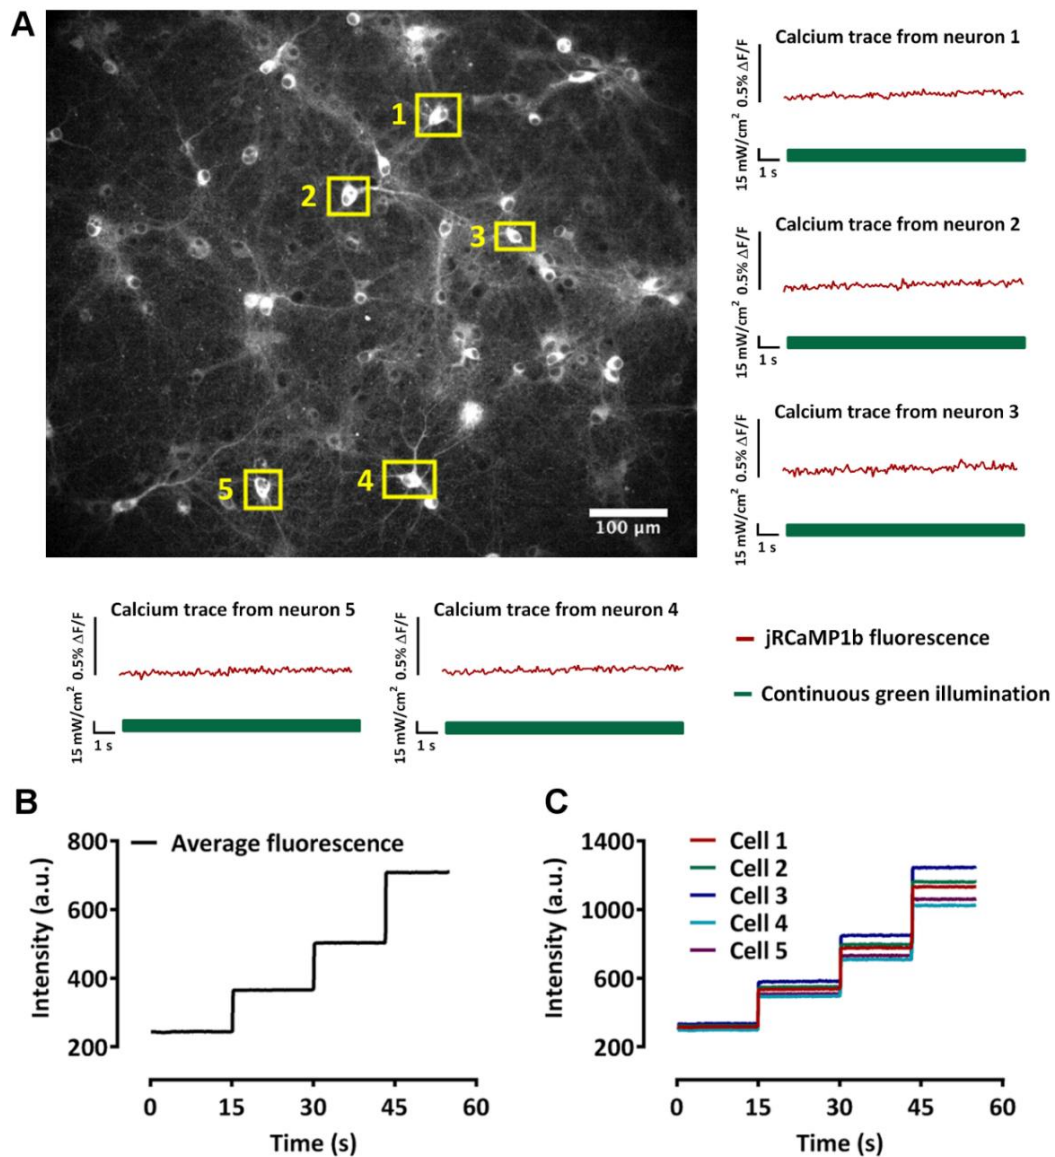 A
1
2
3
4
5
100 µm
Calcium trace from neuron 1
0.5% ΔF/F
15 mW/cm²
1 s
Calcium trace from neuron 2
0.5% ΔF/F
15 mW/cm²
1 s
Calcium trace from neuron 3
0.5% ΔF/F
15 mW/cm²
1 s
Calcium trace from neuron 5
0.5% ΔF/F
15 mW/cm²
1 s
Calcium trace from neuron 4
0.5% ΔF/F
15 mW/cm²
1 s
jRCaMP1b fluorescence
Continuous green illumination
B
Average fluorescence
Intensity (a.u.)
800
600
400
200
0 15 30 45 60
Time (s)
C
Cell 1
Cell 2
Cell 3
Cell 4
Cell 5
Intensity (a.u.)
1400
1000
600
200
0 15 30 45 60
Time (s)